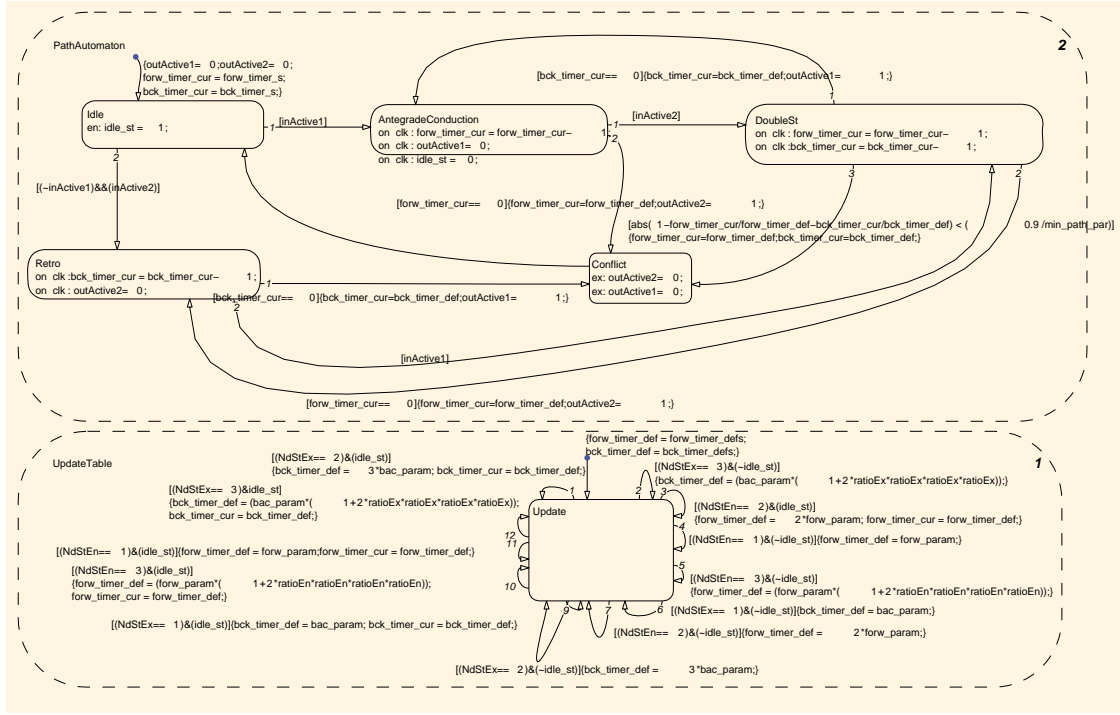 PathAutomaton
2
{outActive1= 0;outActive2= 0;
forw_timer_cur = forw_timer_s;
bck_timer_cur = bck_timer_s;}
[bck_timer_cur== 0]{bck_timer_cur=bck_timer_def;outActive1= 1;}
1
Idle
en: idle_st = 1;
1
[inActive1]
2
AntegradeConduction
on clk : forw_timer_cur = forw_timer_cur− 1;
on clk : outActive1= 0;
on clk : idle_st = 0;
1
[inActive2]
2
DoubleSt
on clk : forw_timer_cur = forw_timer_cur− 1;
on clk :bck_timer_cur = bck_timer_cur− 1;
3
2
[(~inActive1)&&(inActive2)]
[forw_timer_cur== 0]{forw_timer_cur=forw_timer_def;outActive2= 1;}
[abs( 1−forw_timer_cur/forw_timer_def−bck_timer_cur/bck_timer_def) < ( 0.9 /min_path_par)]
{forw_timer_cur=forw_timer_def;bck_timer_cur=bck_timer_def;}
Retro
on clk :bck_timer_cur = bck_timer_cur− 1;
on clk : outActive2= 0;
1
2
[bck_timer_cur== 0]{bck_timer_cur=bck_timer_def;outActive1= 1;}
Conflict
ex: outActive2= 0;
ex: outActive1= 0;
[inActive1]
[forw_timer_cur== 0]{forw_timer_cur=forw_timer_def;outActive2= 1;}
UpdateTable
1
{forw_timer_def = forw_timer_defs;
bck_timer_def = bck_timer_defs;}
[(NdStEx== 2)&(idle_st)]
{bck_timer_def = 3*bac_param; bck_timer_cur = bck_timer_def;}
[(NdStEx== 3)&(~idle_st)]
{bck_timer_def = (bac_param*( 1+2*ratioEx*ratioEx*ratioEx*ratioEx));}
[(NdStEx== 3)&idle_st]
{bck_timer_def = (bac_param*( 1+2*ratioEx*ratioEx*ratioEx*ratioEx));
bck_timer_cur = bck_timer_def;}
1
2
3
[(NdStEn== 2)&(idle_st)]
{forw_timer_def = 2*forw_param; forw_timer_cur = forw_timer_def;}
Update
4
[(NdStEn== 1)&(~idle_st)]{forw_timer_def = forw_param;}
12
11
[(NdStEn== 1)&(idle_st)]{forw_timer_def = forw_param;forw_timer_cur = forw_timer_def;}
5
[(NdStEn== 3)&(idle_st)]
{forw_timer_def = (forw_param*( 1+2*ratioEn*ratioEn*ratioEn*ratioEn));
forw_timer_cur = forw_timer_def;}
10
[(NdStEn== 3)&(~idle_st)]
{forw_timer_def = (forw_param*( 1+2*ratioEn*ratioEn*ratioEn*ratioEn));}
9
7
6
[(NdStEx== 1)&(~idle_st)]{bck_timer_def = bac_param;}
[(NdStEx== 1)&(idle_st)]{bck_timer_def = bac_param; bck_timer_cur = bck_timer_def;}
[(NdStEn== 2)&(~idle_st)]{forw_timer_def = 2*forw_param;}
[(NdStEx== 2)&(~idle_st)]{bck_timer_def = 3*bac_param;}